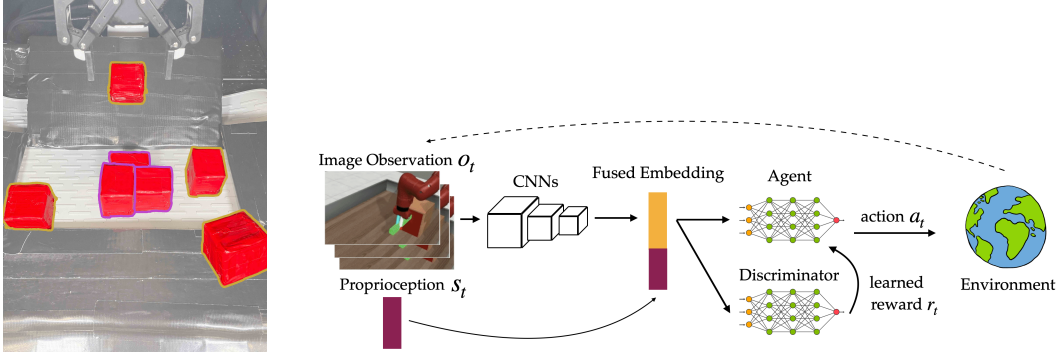 Image Observation o_t
CNNs
Fused Embedding
Agent
action a_t
Proprioception s_t
Discriminator
learned
reward r_t
Environment